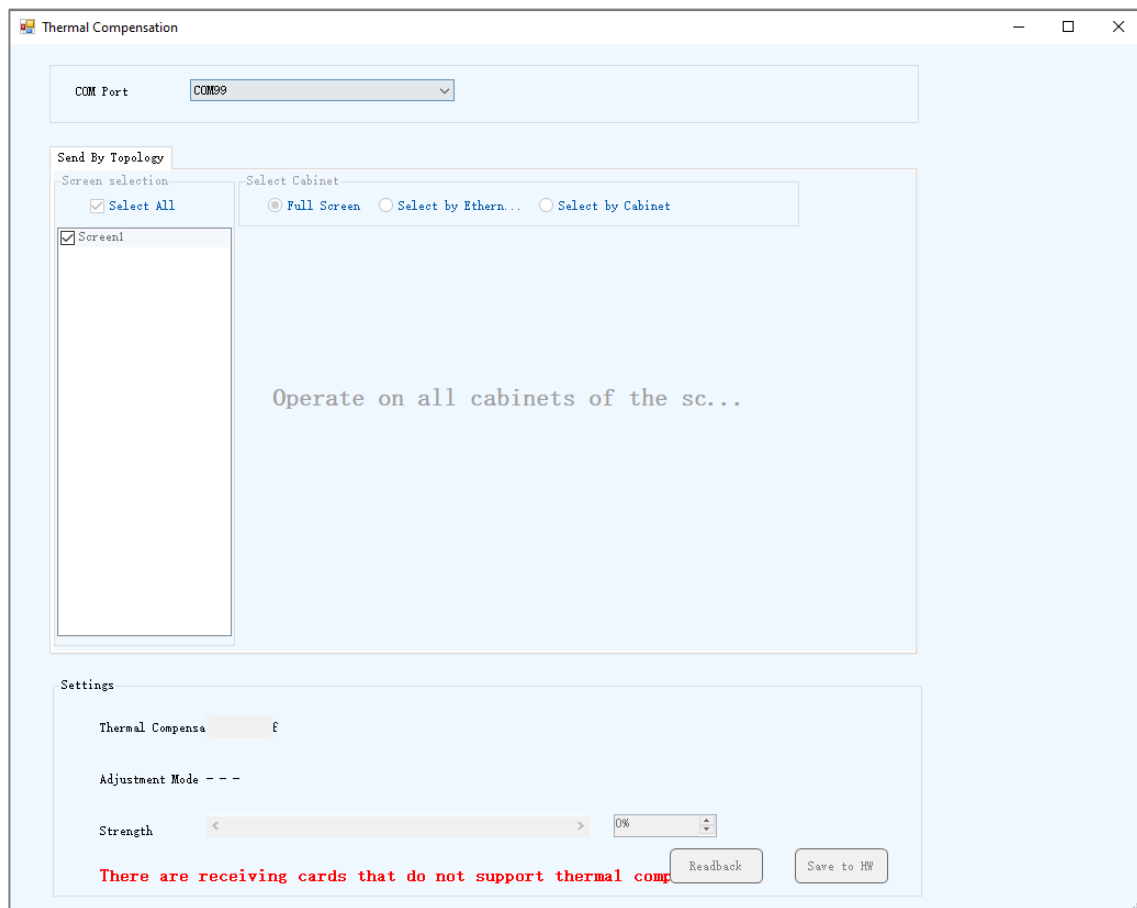 Thermal Compensation
COM Port
COM99
Send By Topology
Screen selection
Select All
Screen1
Select Cabinet
Full Screen
Select by Ethern...
Select by Cabinet
Operate on all cabinets of the sc...
Settings
Thermal Compensa
f
Adjustment Mode ---
Strength
0%
There are receiving cards that do not support thermal comp
Readback
Save to HW